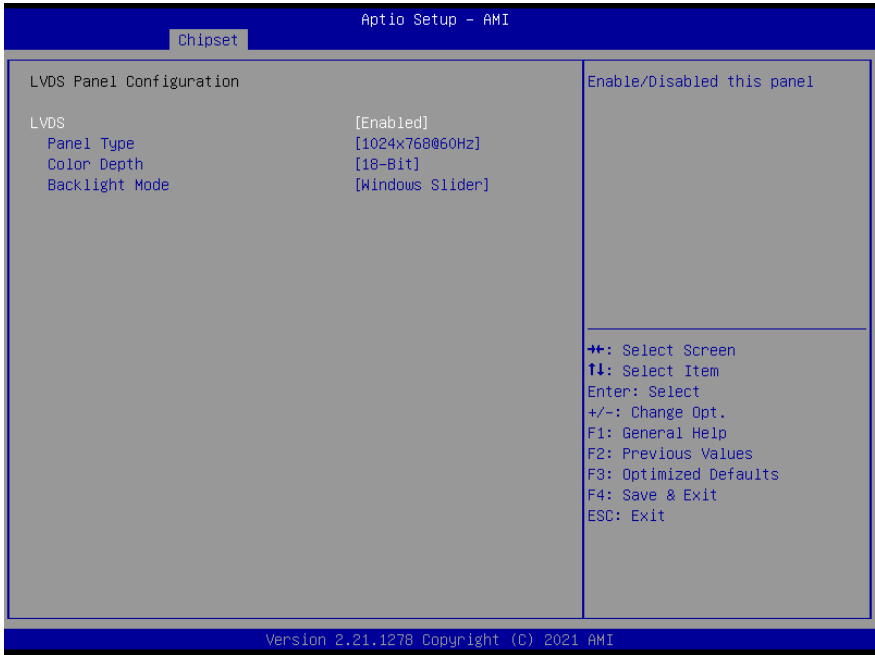 Aptio Setup – AMI
Chipset
LVDS Panel Configuration
LVDS [Enabled]
Panel Type [1024x768@60Hz]
Color Depth [18-Bit]
Backlight Mode [Windows Slider]
Enable/Disabled this panel
→←: Select Screen
↑↓: Select Item
Enter: Select
+/-: Change Opt.
F1: General Help
F2: Previous Values
F3: Optimized Defaults
F4: Save & Exit
ESC: Exit
Version 2.21.1278 Copyright (C) 2021 AMI